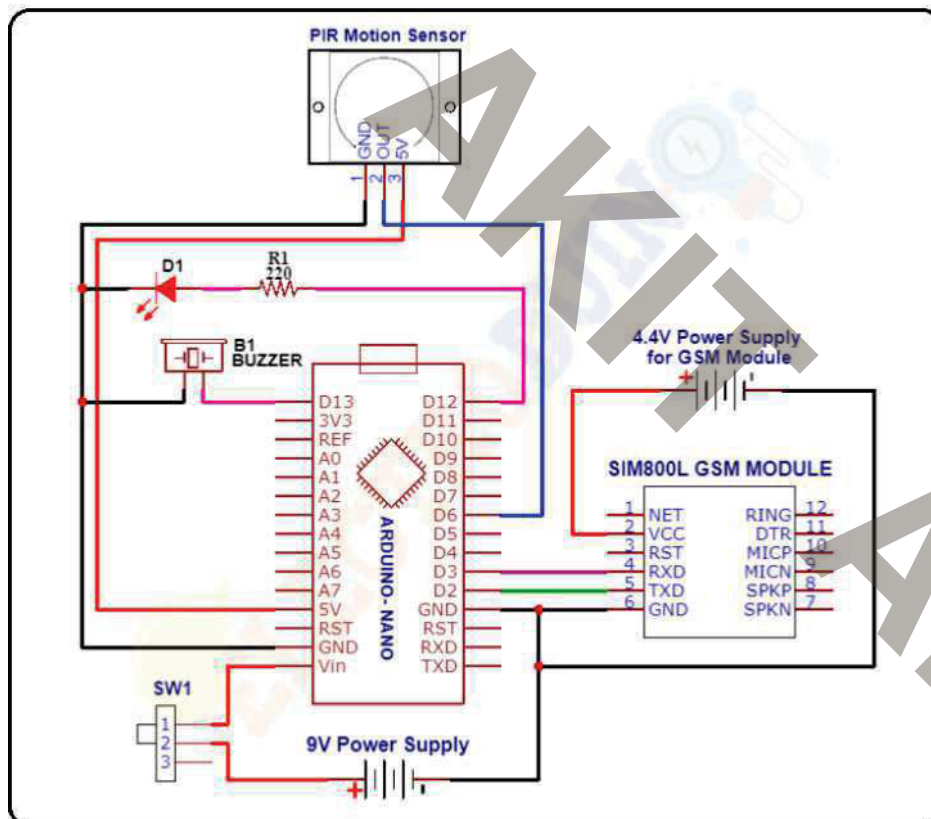 PIR Motion Sensor
GND
OUT
5V
1
2
3
D1
R1
220
B1
BUZZER
D13
3V3
REF
A0
A1
A2
A3
A4
A5
A6
A7
5V
RST
GND
Vin
D12
D11
D10
D9
D8
D7
D6
D5
D4
D3
D2
GND
RST
RXD
TXD
ARDUINO-NANO
4.4V Power Supply
for GSM Module
+
-
SIM800L GSM MODULE
1 NET
2 VCC
3 RST
4 RXD
5 TXD
6 GND
RING 12
DTR 11
MICP 10
MICN 9
SPKP 8
SPKN 7
SW1
1
2
3
9V Power Supply
+
-
AKIT